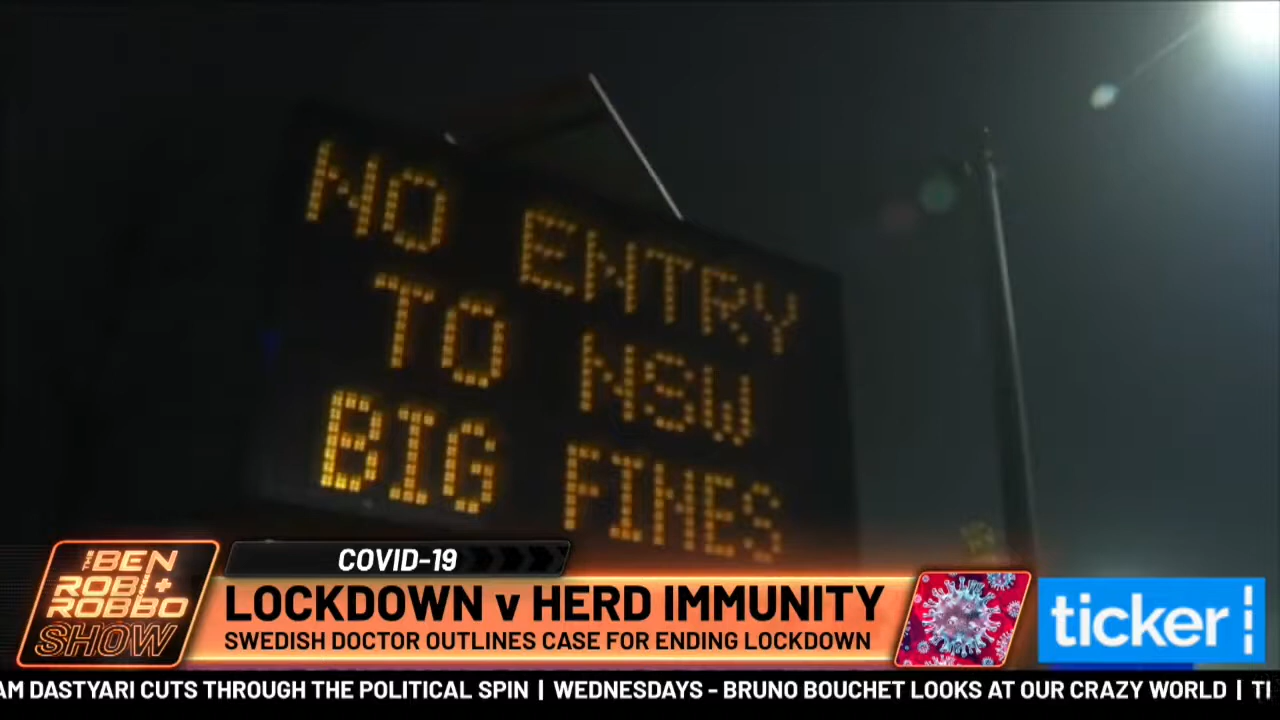 NO ENTRY
TO NSW
BIG FINES
THE BEN
ROBI +
ROBBO
SHOW
COVID-19
LOCKDOWN v HERD IMMUNITY
SWEDISH DOCTOR OUTLINES CASE FOR ENDING LOCKDOWN
ticker
AM DASTYARI CUTS THROUGH THE POLITICAL SPIN | WEDNESDAYS - BRUNO BOUCHET LOOKS AT OUR CRAZY WORLD | TI